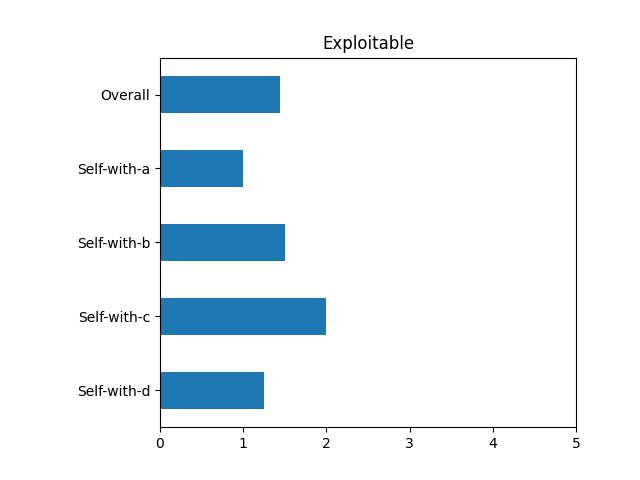 Exploitable
Overall
Self-with-a
Self-with-b
Self-with-c
Self-with-d
0 1 2 3 4 5